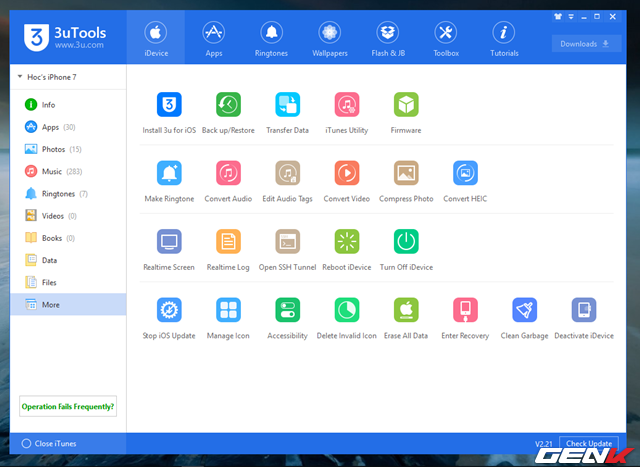 3uTools
www.3u.com
iDevice
Apps
Ringtones
Wallpapers
Flash & JB
Toolbox
Tutorials
Downloads
Hoc's iPhone 7
Info
Apps (30)
Photos (15)
Music (283)
Ringtones (7)
Videos (0)
Books (0)
Data
Files
More
Install 3u for iOS
Back up/Restore
Transfer Data
iTunes Utility
Firmware
Make Ringtone
Convert Audio
Edit Audio Tags
Convert Video
Compress Photo
Convert HEIC
Realtime Screen
Realtime Log
Open SSH Tunnel
Reboot iDevice
Turn Off iDevice
Stop iOS Update
Manage Icon
Accessibility
Delete Invalid Icon
Erase All Data
Enter Recovery
Clean Garbage
Deactivate iDevice
Operation Fails Frequently?
Close iTunes
V2.21
Check Update
GENK